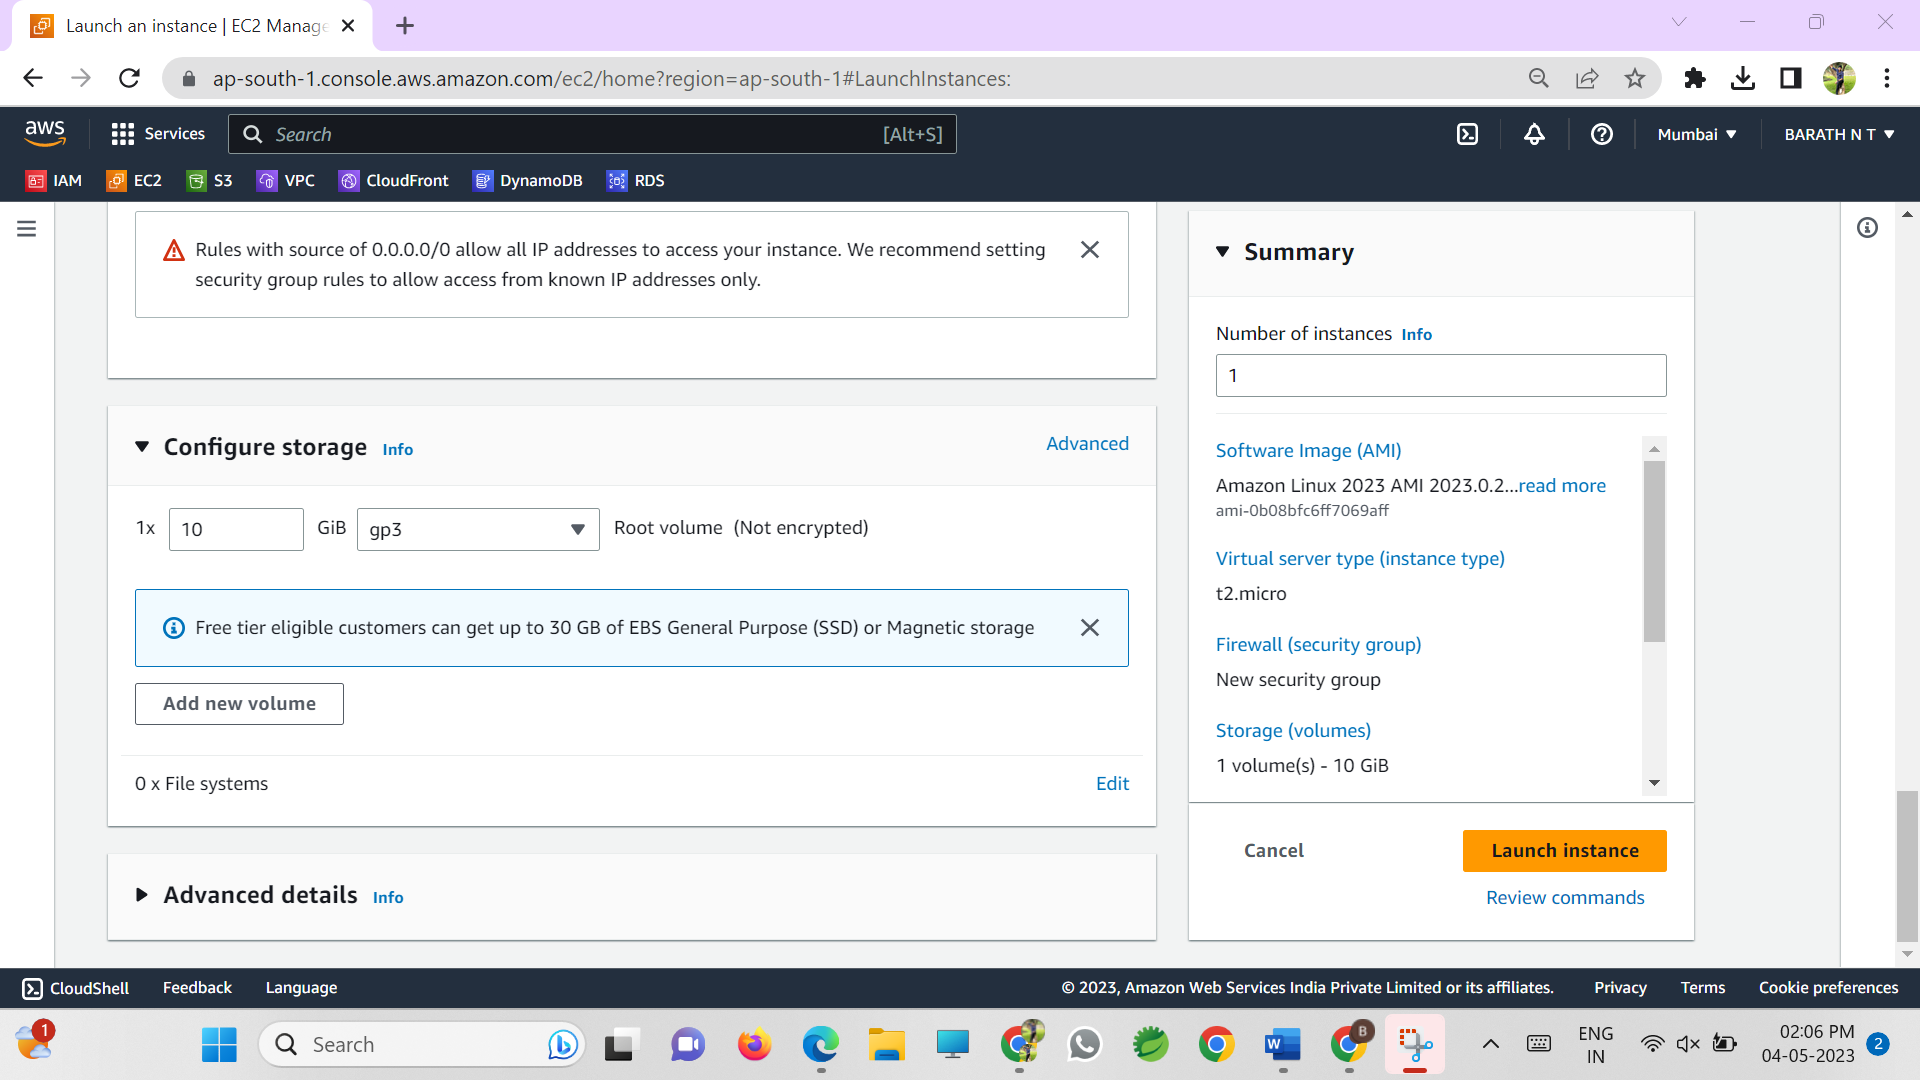 Launch an instance | EC2 Manage
ap-south-1.console.aws.amazon.com/ec2/home?region=ap-south-1#LaunchInstances:
aws
Services
Search
[Alt+S]
Mumbai
BARATH N T
IAM
EC2
S3
VPC
CloudFront
DynamoDB
RDS
Rules with source of 0.0.0.0/0 allow all IP addresses to access your instance. We recommend setting
security group rules to allow access from known IP addresses only.
Configure storage Info
Advanced
1x 10 GiB gp3 Root volume (Not encrypted)
Free tier eligible customers can get up to 30 GB of EBS General Purpose (SSD) or Magnetic storage
Add new volume
0 x File systems
Edit
Advanced details Info
Summary
Number of instances Info
1
Software Image (AMI)
Amazon Linux 2023 AMI 2023.0.2...read more
ami-0b08bfc6ff7069aff
Virtual server type (instance type)
t2.micro
Firewall (security group)
New security group
Storage (volumes)
1 volume(s) - 10 GiB
Cancel
Launch instance
Review commands
CloudShell
Feedback
Language
© 2023, Amazon Web Services India Private Limited or its affiliates.
Privacy
Terms
Cookie preferences
1
Search
B
ENG
IN
02:06 PM
04-05-2023
2